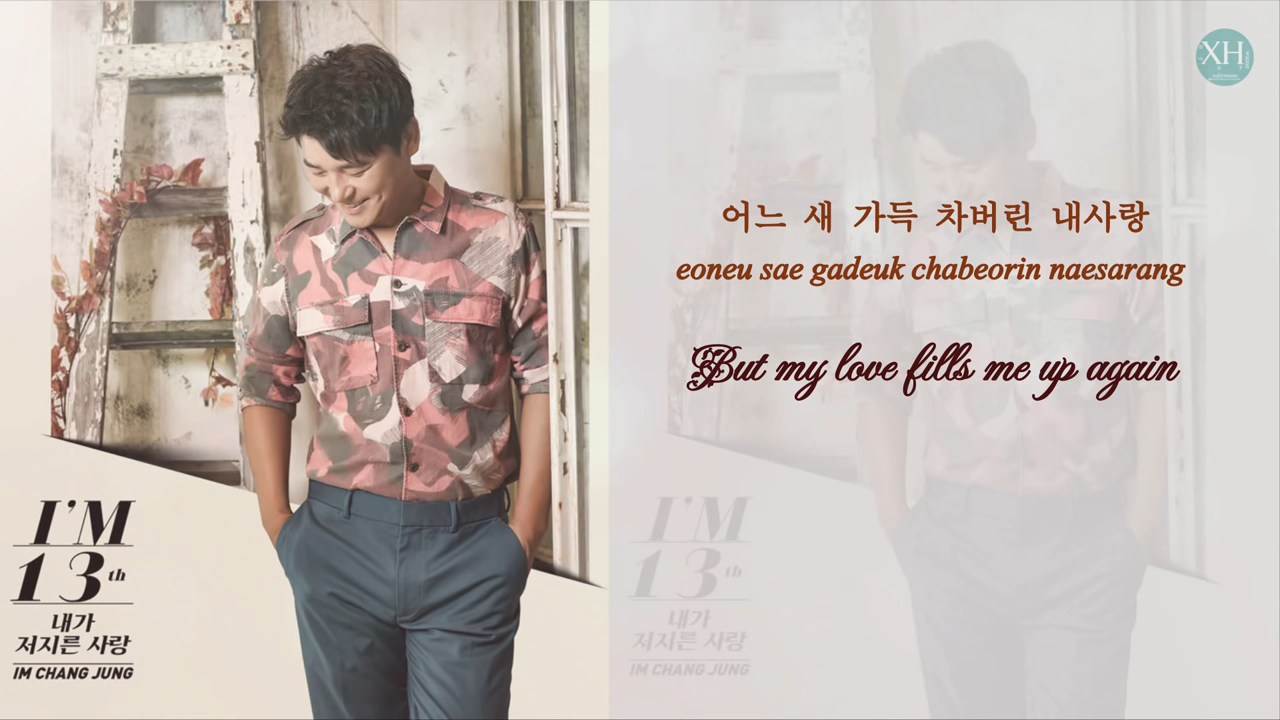 I'M
13th
내가
저지른 사랑
IM CHANG JUNG
XH
어느 새 가득 차버린 내사랑
eoneu sae gadeuk chabeorin naesarang
But my love fills me up again
I'M
13th
내가
저지른 사랑
IM CHANG JUNG